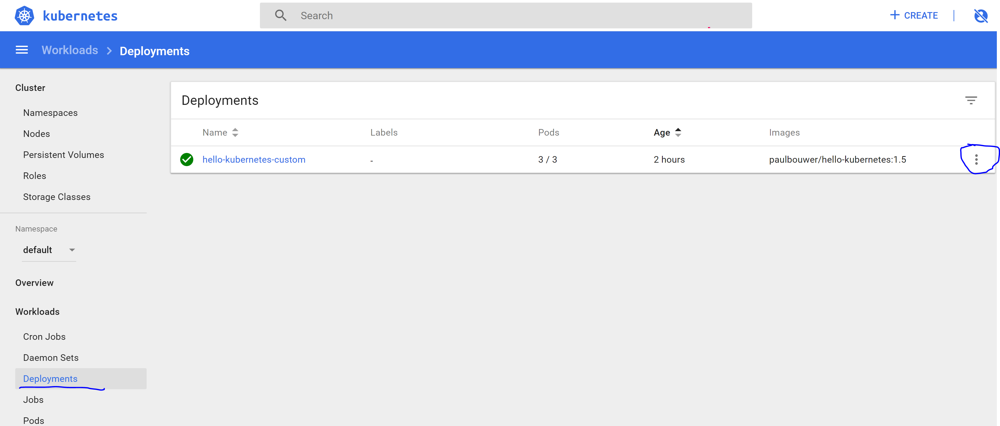 kubernetes
Search
+ CREATE |
Workloads > Deployments
Cluster
Namespaces
Nodes
Persistent Volumes
Roles
Storage Classes
Namespace
default
Overview
Workloads
Cron Jobs
Daemon Sets
Deployments
Jobs
Pods
Deployments
Name Labels Pods Age Images
hello-kubernetes-custom - 3 / 3 2 hours paulbouwer/hello-kubernetes:1.5